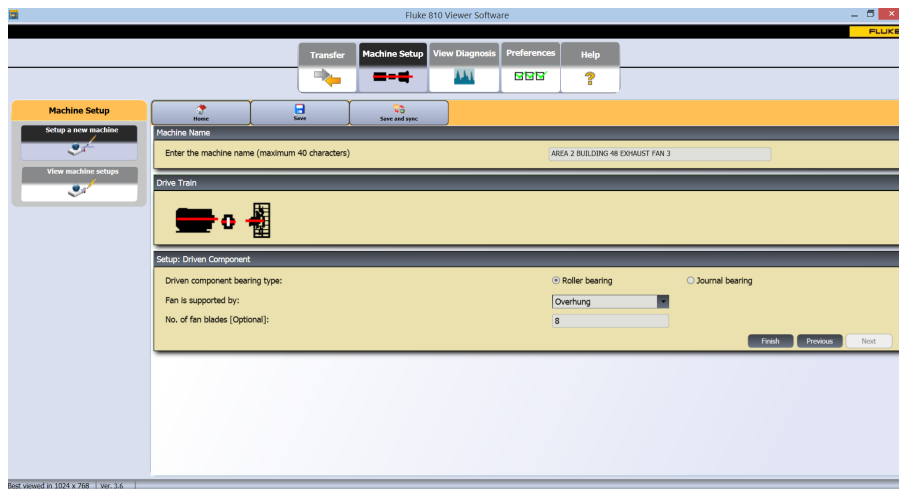 Fluke 810 Viewer Software
FLUKE
Transfer
Machine Setup
View Diagnosis
Preferences
Help
Machine Setup
Setup a new machine
View machine setups
Home
Save
Save and sync
Machine Name
Enter the machine name (maximum 40 characters)
AREA 2 BUILDING 48 EXHAUST FAN 3
Drive Train
Setup: Driven Component
Driven component bearing type:
Roller bearing
Journal bearing
Fan is supported by:
Overhung
No. of fan blades [Optional]:
8
Finish
Previous
Next
Best viewed in 1024 x 768 | Ver. 3.6